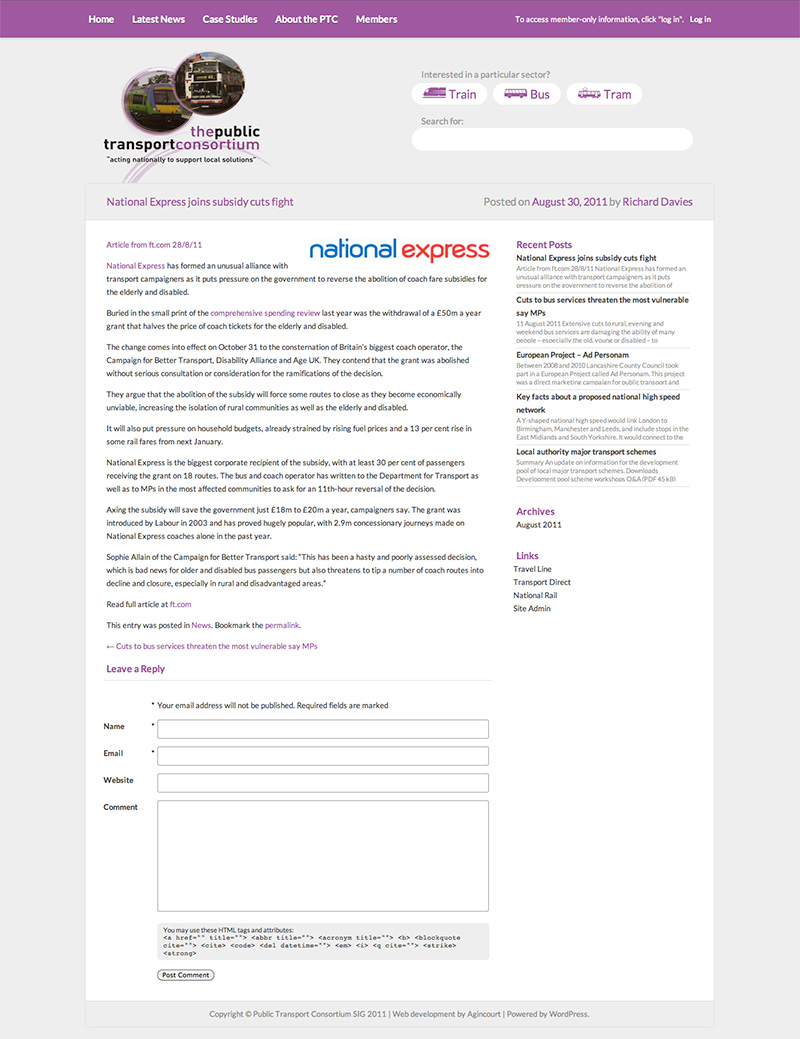 Home Latest News Case Studies About the PTC Members To access member-only information, click "log in". Log in
thepublic
transportconsortium
"acting nationally to support local solutions"
Interested in a particular sector?
Train Bus Tram
Search for:
National Express joins subsidy cuts fight Posted on August 30, 2011 by Richard Davies
Article from ft.com 28/8/11
national express
National Express has formed an unusual alliance with
transport campaigners as it puts pressure on the government to reverse the abolition of coach fare subsidies for
the elderly and disabled.
Buried in the small print of the comprehensive spending review last year was the withdrawal of a £50m a year
grant that halves the price of coach tickets for the elderly and disabled.
The change comes into effect on October 31 to the consternation of Britain's biggest coach operator, the
Campaign for Better Transport, Disability Alliance and Age UK. They contend that the grant was abolished
without serious consultation or consideration for the ramifications of the decision.
They argue that the abolition of the subsidy will force some routes to close as they become economically
unviable, increasing the isolation of rural communities as well as the elderly and disabled.
It will also put pressure on household budgets, already strained by rising fuel prices and a 13 per cent rise in
some rail fares from next January.
National Express is the biggest corporate recipient of the subsidy, with at least 30 per cent of passengers
receiving the grant on 18 routes. The bus and coach operator has written to the Department for Transport as
well as to MPs in the most affected communities to ask for an 11th-hour reversal of the decision.
Axing the subsidy will save the government just £18m to £20m a year, campaigners say. The grant was
introduced by Labour in 2003 and has proved hugely popular, with 2.9m concessionary journeys made on
National Express coaches alone in the past year.
Sophie Allain of the Campaign for Better Transport said: "This has been a hasty and poorly assessed decision,
which is bad news for older and disabled bus passengers but also threatens to tip a number of coach routes into
decline and closure, especially in rural and disadvantaged areas."
Read full article at ft.com
This entry was posted in News. Bookmark the permalink.
← Cuts to bus services threaten the most vulnerable say MPs
Leave a Reply
* Your email address will not be published. Required fields are marked
Name *
Email *
Website
Comment
You may use these HTML tags and attributes:
<a href="" title=""> <abbr title=""> <acronym title=""> <b> <blockquote
cite=""> <cite> <code> <del datetime=""> <em> <i> <q cite=""> <strike>
<strong>
Post Comment
Recent Posts
National Express joins subsidy cuts fight
Article from ft.com 28/8/11 National Express has formed an
unusual alliance with transport campaigners as it puts
pressure on the government to reverse the abolition of
Cuts to bus services threaten the most vulnerable
say MPs
11 August 2011 Extensive cuts to rural, evening and
weekend bus services are damaging the ability of many
people – especially the old, young or disabled – to
European Project – Ad Personam
Between 2008 and 2010 Lancashire County Council took
part in a European Project called Ad Personam. This project
was a direct marketing campaign for public transport and
Key facts about a proposed national high speed
network
A Y-shaped national high speed would link London to
Birmingham, Manchester and Leeds, and include stops in the
East Midlands and South Yorkshire. It would connect to the
Local authority major transport schemes
Summary An update on information for the development
pool of local major transport schemes. Downloads
Development pool scheme workshops Q&A (PDF 45 kB)
Archives
August 2011
Links
Travel Line
Transport Direct
National Rail
Site Admin
Copyright © Public Transport Consortium SIG 2011 | Web development by Agincourt | Powered by WordPress.